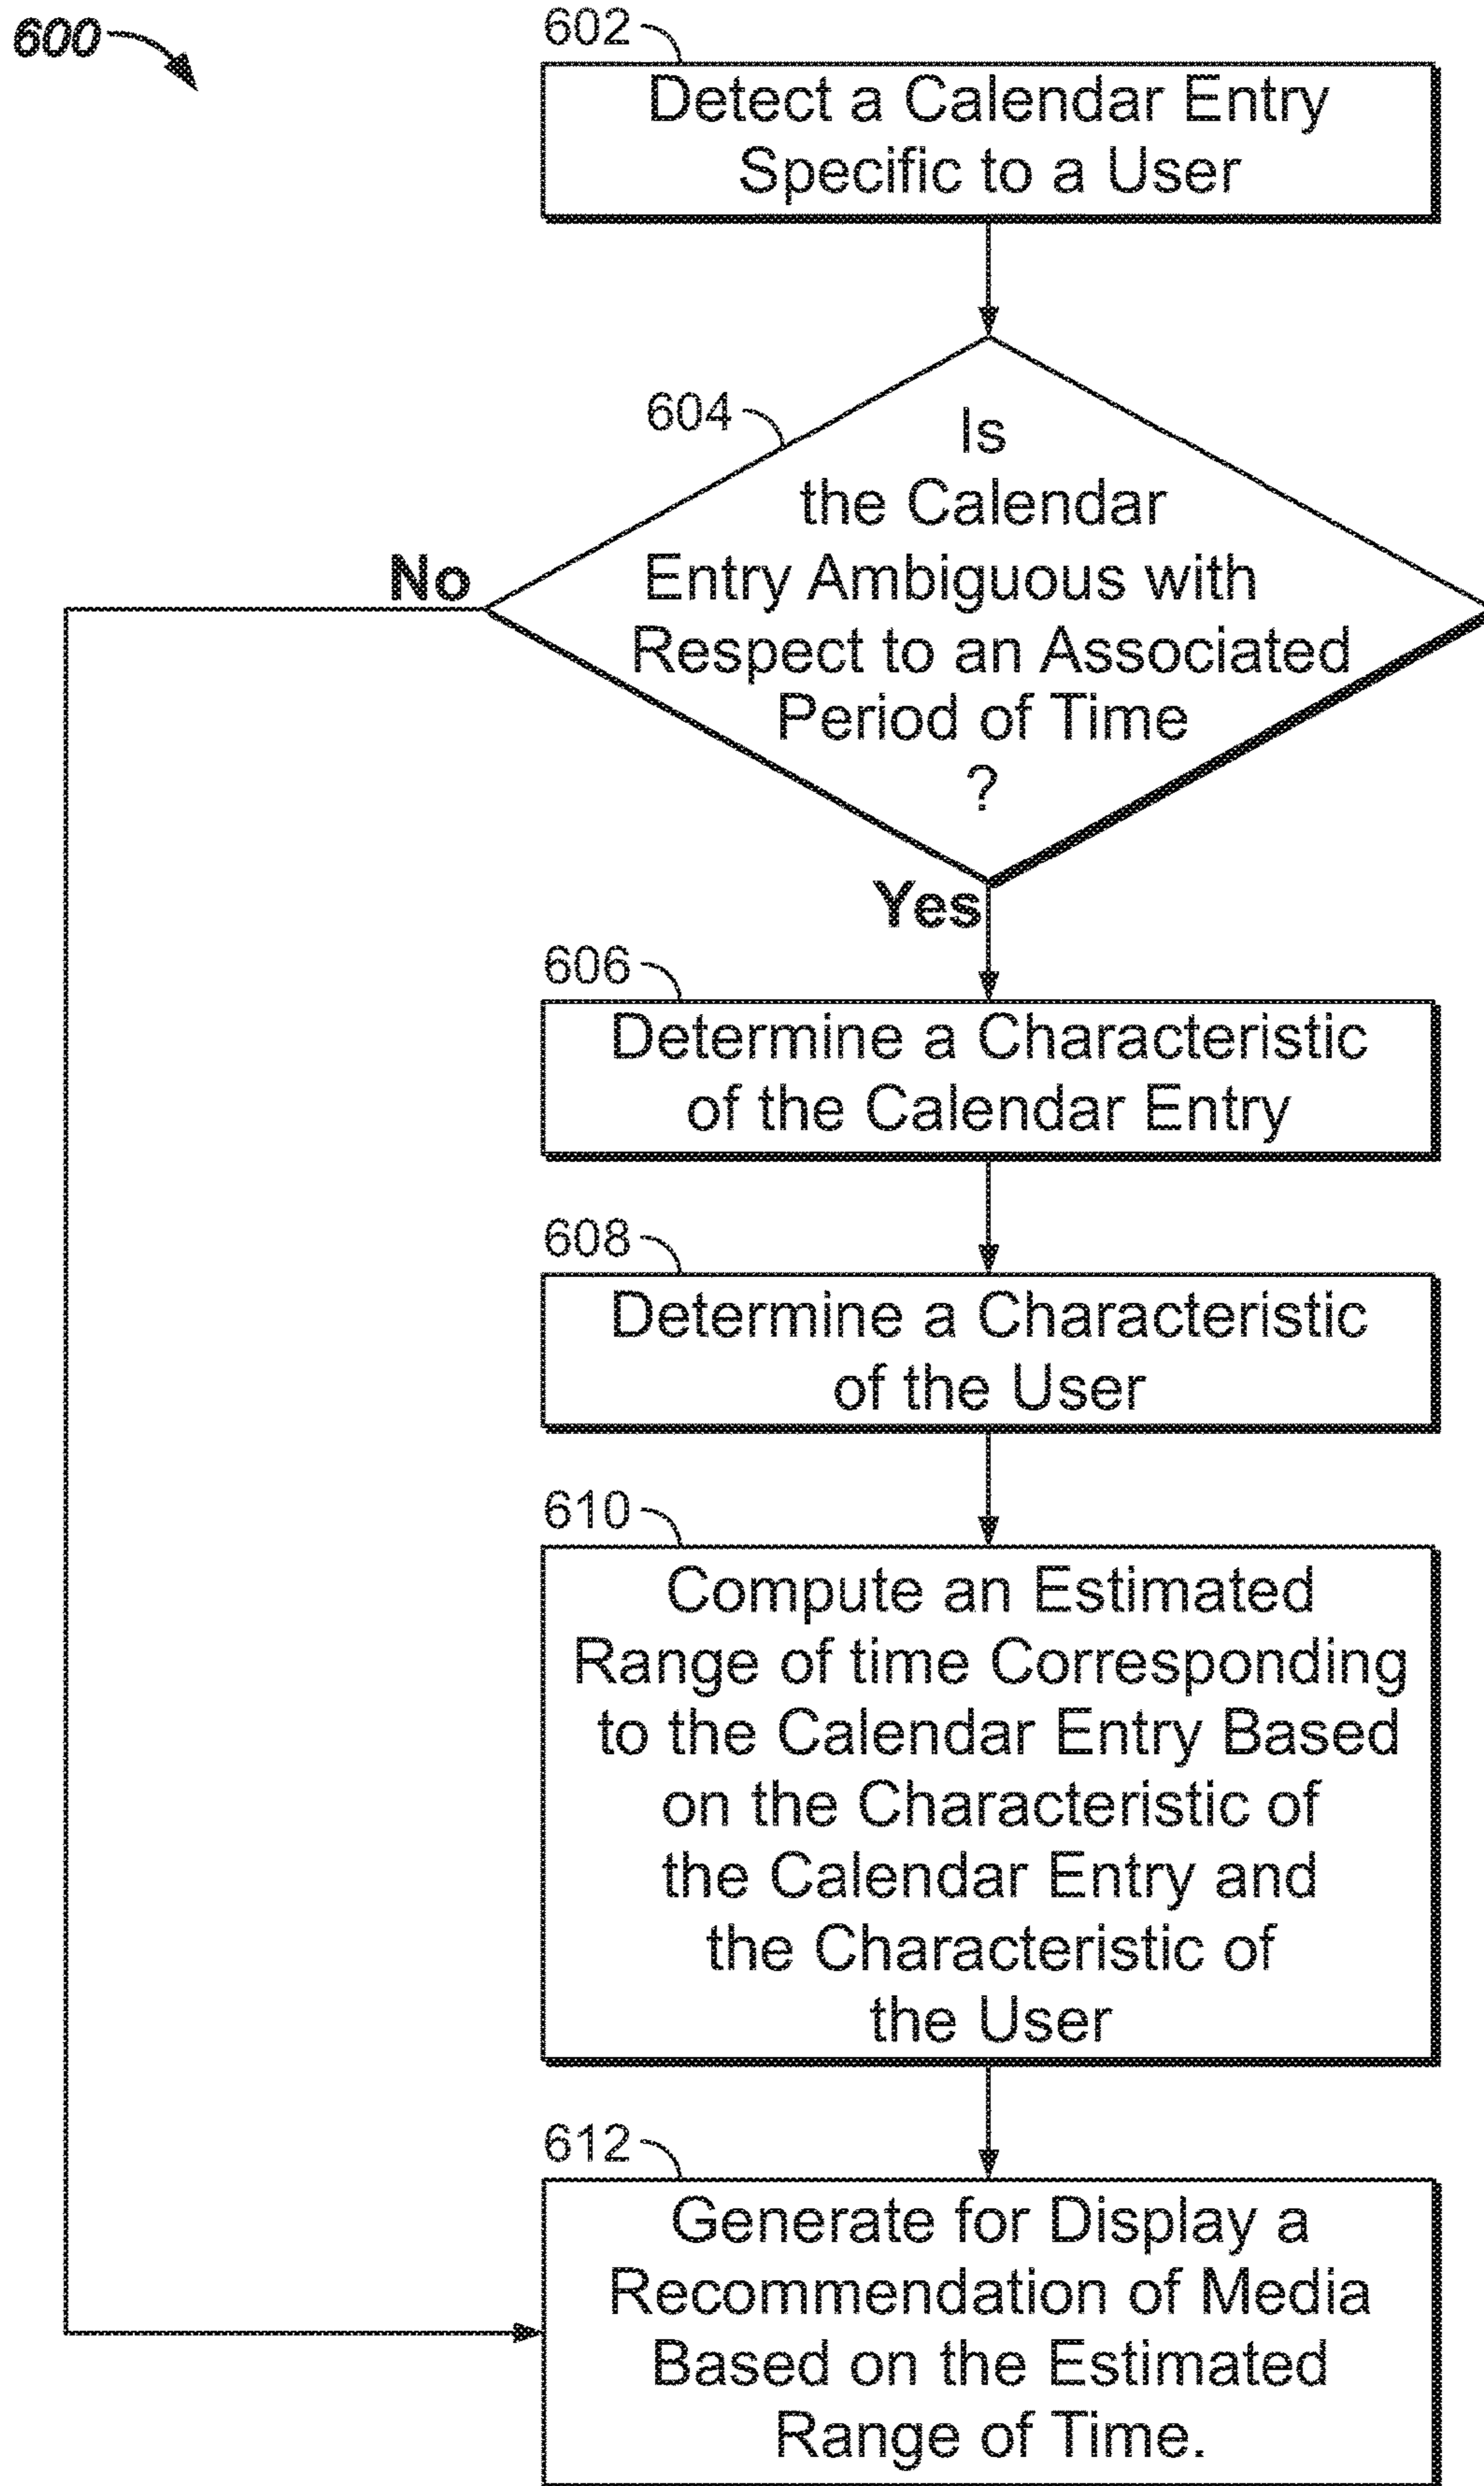 600
602
Detect a Calendar Entry
Specific to a User
604
Is
the Calendar
Entry Ambiguous with
Respect to an Associated
Period of Time
?
No
Yes
606
Determine a Characteristic
of the Calendar Entry
608
Determine a Characteristic
of the User
610
Compute an Estimated
Range of time Corresponding
to the Calendar Entry Based
on the Characteristic of
the Calendar Entry and
the Characteristic of
the User
612
Generate for Display a
Recommendation of Media
Based on the Estimated
Range of Time.